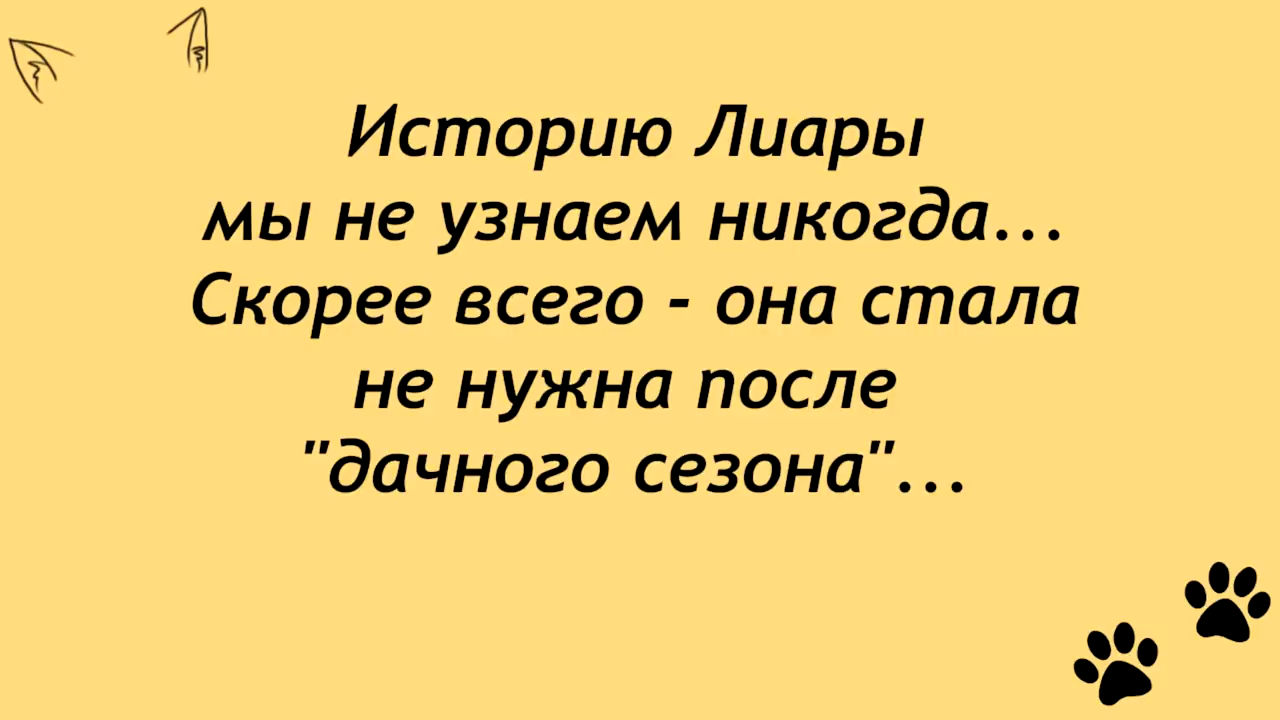 Историю Лиары
мы не узнаем никогда...
Скорее всего - она стала
не нужна после
"дачного сезона"...